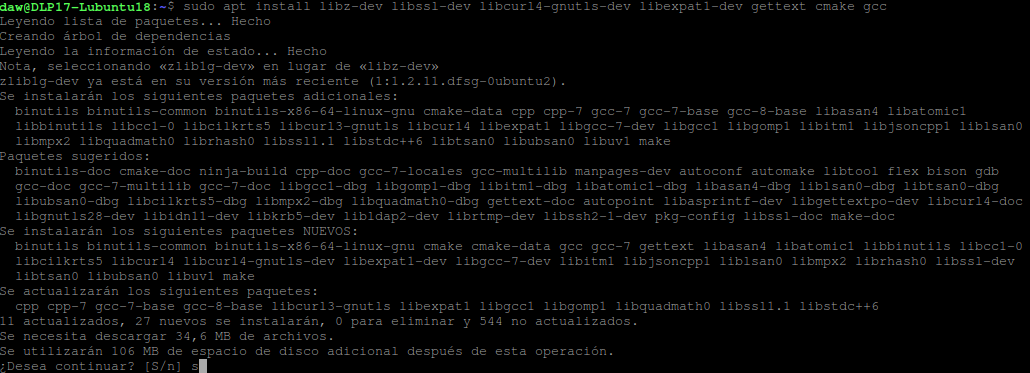 daw@DLP17-Lubuntu18:~$ sudo apt install libz-dev libssl-dev libcurl4-gnutls-dev libexpat1-dev gettext cmake gcc
Leyendo lista de paquetes... Hecho
Creando árbol de dependencias
Leyendo la información de estado... Hecho
Nota, seleccionando «zlib1g-dev» en lugar de «libz-dev»
zlib1g-dev ya está en su versión más reciente (1:1.2.11.dfsg-0ubuntu2).
Se instalarán los siguientes paquetes adicionales:
binutils binutils-common binutils-x86-64-linux-gnu cmake-data cpp cpp-7 gcc-7 gcc-7-base gcc-8-base libasan4 libatomic1
libbinutils libcc1-0 libcilkrts5 libcurl3-gnutls libcurl4 libexpat1 libgcc-7-dev libgcc1 libgomp1 libitm1 libjsoncpp1 liblsan0
libmpx2 libquadmath0 librhash0 libssl1.1 libstdc++6 libtsan0 libubsan0 libuv1 make
Paquetes sugeridos:
binutils-doc cmake-doc ninja-build cpp-doc gcc-7-locales gcc-multilib manpages-dev autoconf automake libtool flex bison gdb
gcc-doc gcc-7-multilib gcc-7-doc libgcc1-dbg libgomp1-dbg libitm1-dbg libatomic1-dbg libasan4-dbg liblsan0-dbg libtsan0-dbg
libubsan0-dbg libcilkrts5-dbg libmpx2-dbg libquadmath0-dbg gettext-doc autopoint libasprintf-dev libgettextpo-dev libcurl4-doc
libgnutls28-dev libidn11-dev libkrb5-dev libldap2-dev librtmp-dev libssh2-1-dev pkg-config libssl-doc make-doc
Se instalarán los siguientes paquetes NUEVOS:
binutils binutils-common binutils-x86-64-linux-gnu cmake cmake-data gcc gcc-7 gettext libasan4 libatomic1 libbinutils libcc1-0
libcilkrts5 libcurl4 libcurl4-gnutls-dev libexpat1-dev libgcc-7-dev libitm1 libjsoncpp1 liblsan0 libmpx2 librhash0 libssl-dev
libtsan0 libubsan0 libuv1 make
Se actualizarán los siguientes paquetes:
cpp cpp-7 gcc-7-base gcc-8-base libcurl3-gnutls libexpat1 libgcc1 libgomp1 libquadmath0 libssl1.1 libstdc++6
11 actualizados, 27 nuevos se instalarán, 0 para eliminar y 544 no actualizados.
Se necesita descargar 34,6 MB de archivos.
Se utilizarán 106 MB de espacio de disco adicional después de esta operación.
¿Desea continuar? [S/n] s